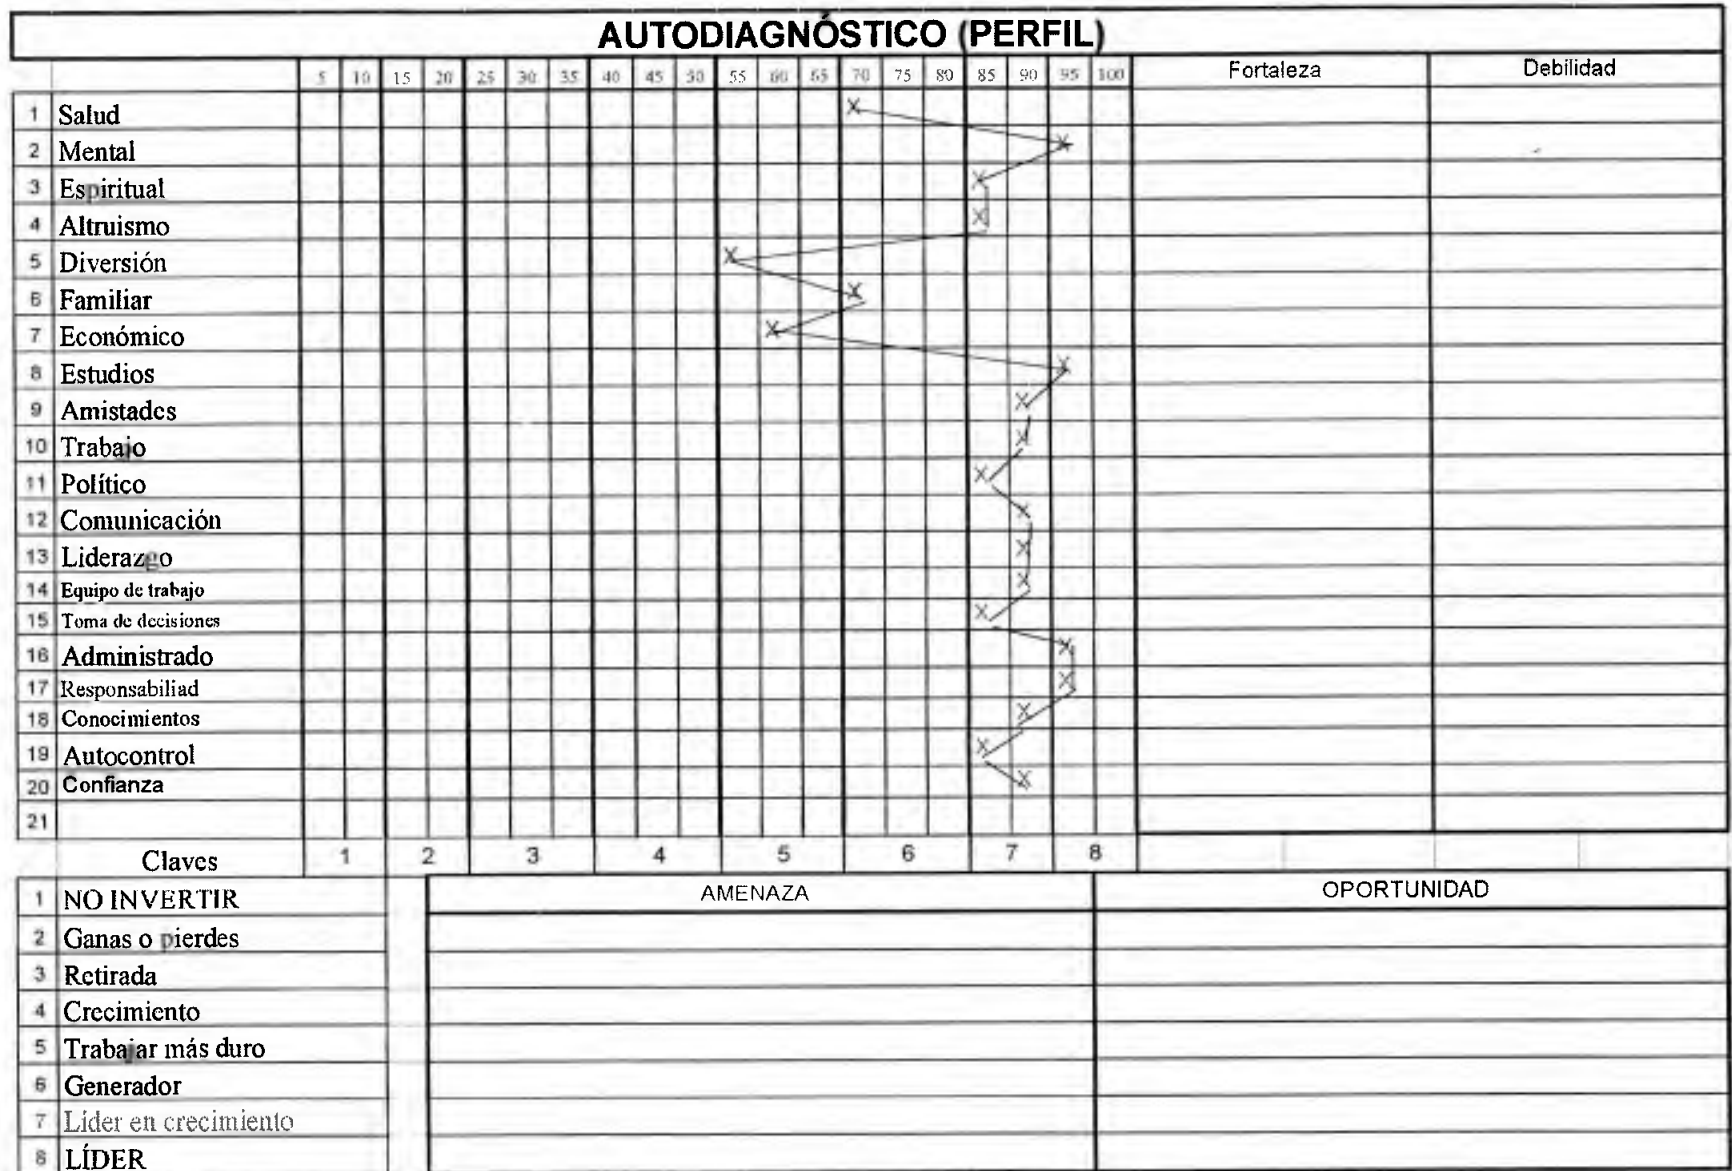 AUTODIAGNÓSTICO (PERFIL)
5 10 15 20 25 30 35 40 45 50 55 60 65 70 75 80 85 90 95 100 Fortaleza Debilidad
1 Salud X
2 Mental X
3 Espiritual X
4 Altruismo X
5 Diversión X
6 Familiar X
7 Económico X
8 Estudios X
9 Amistades X
10 Trabajo X
11 Político X
12 Comunicación X
13 Liderazgo X
14 Equipo de trabajo X
15 Toma de decisiones X
16 Administrado X
17 Responsabiliad X
18 Conocimientos X
19 Autocontrol X
20 Confianza X
21
Claves 1 2 3 4 5 6 7 8
1 NO INVERTIR AMENAZA OPORTUNIDAD
2 Ganas o pierdes
3 Retirada
4 Crecimiento
5 Trabajar más duro
6 Generador
7 Líder en crecimiento
8 LÍDER